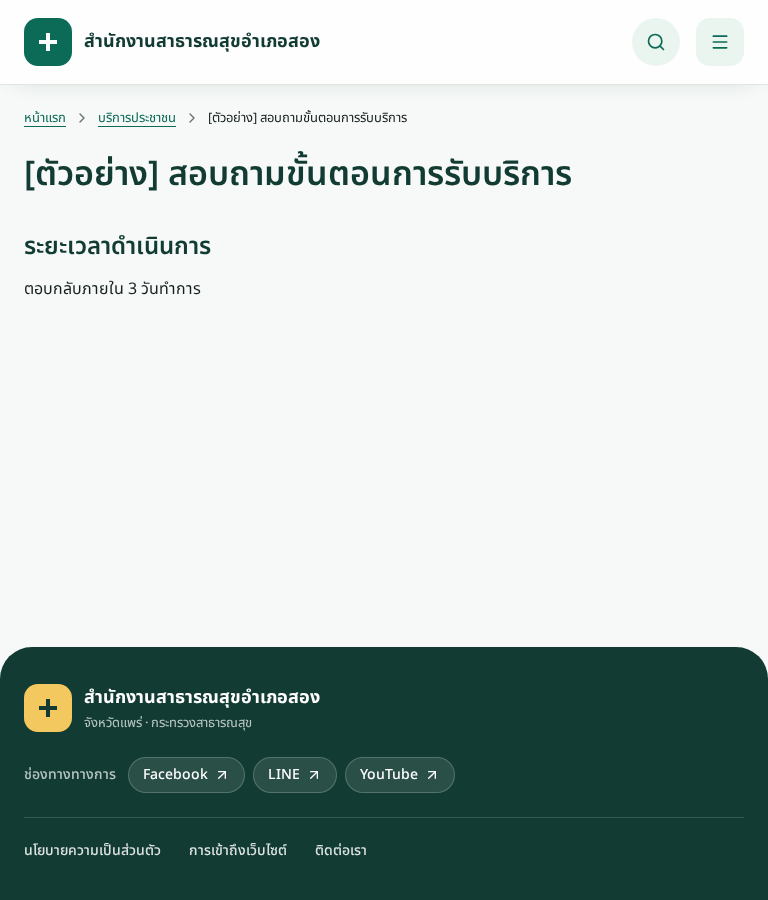 สำนักงานสาธารณสุขอำเภอสอง
หน้าแรก > บริการประชาชน > [ตัวอย่าง] สอบถามขั้นตอนการรับบริการ
[ตัวอย่าง] สอบถามขั้นตอนการรับบริการ
ระยะเวลาดำเนินการ
ตอบกลับภายใน 3 วันทำการ
สำนักงานสาธารณสุขอำเภอสอง
จังหวัดแพร่ · กระทรวงสาธารณสุข
ช่องทางทางการ Facebook LINE YouTube
นโยบายความเป็นส่วนตัว การเข้าถึงเว็บไซต์ ติดต่อเรา